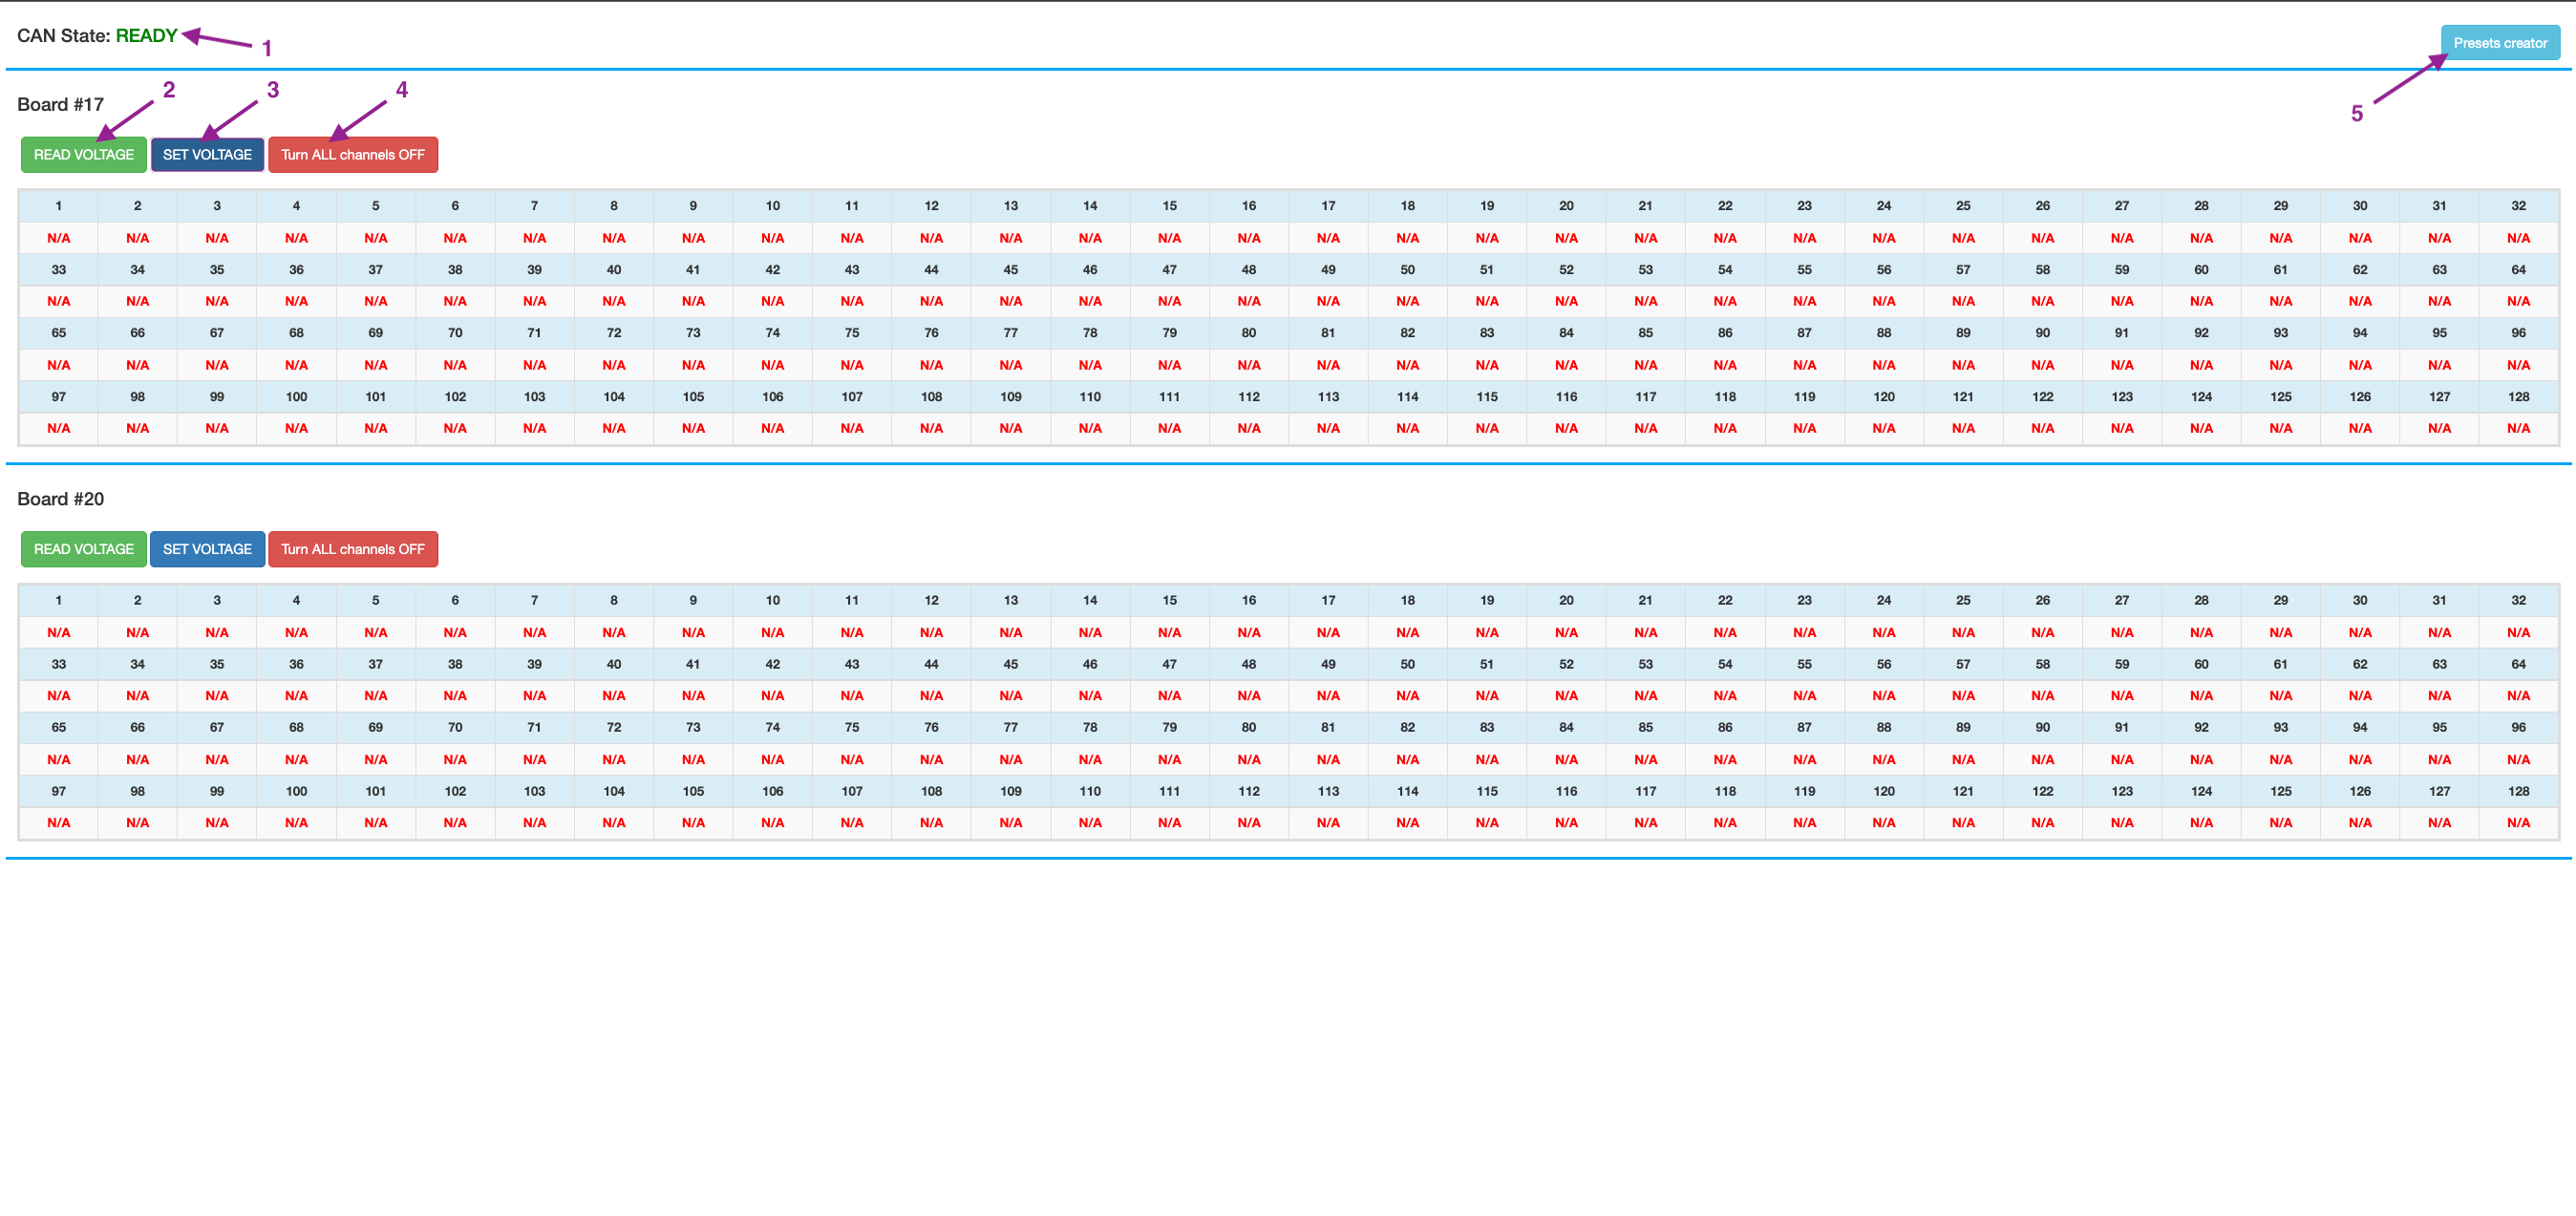 CAN State: READY 1 Presets creator
2 3 4
Board #17 5
READ VOLTAGE SET VOLTAGE Turn ALL channels OFF
1 2 3 4 5 6 7 8 9 10 11 12 13 14 15 16 17 18 19 20 21 22 23 24 25 26 27 28 29 30 31 32
N/A N/A N/A N/A N/A N/A N/A N/A N/A N/A N/A N/A N/A N/A N/A N/A N/A N/A N/A N/A N/A N/A N/A N/A N/A N/A N/A N/A N/A N/A N/A N/A
33 34 35 36 37 38 39 40 41 42 43 44 45 46 47 48 49 50 51 52 53 54 55 56 57 58 59 60 61 62 63 64
N/A N/A N/A N/A N/A N/A N/A N/A N/A N/A N/A N/A N/A N/A N/A N/A N/A N/A N/A N/A N/A N/A N/A N/A N/A N/A N/A N/A N/A N/A N/A N/A
65 66 67 68 69 70 71 72 73 74 75 76 77 78 79 80 81 82 83 84 85 86 87 88 89 90 91 92 93 94 95 96
N/A N/A N/A N/A N/A N/A N/A N/A N/A N/A N/A N/A N/A N/A N/A N/A N/A N/A N/A N/A N/A N/A N/A N/A N/A N/A N/A N/A N/A N/A N/A N/A
97 98 99 100 101 102 103 104 105 106 107 108 109 110 111 112 113 114 115 116 117 118 119 120 121 122 123 124 125 126 127 128
N/A N/A N/A N/A N/A N/A N/A N/A N/A N/A N/A N/A N/A N/A N/A N/A N/A N/A N/A N/A N/A N/A N/A N/A N/A N/A N/A N/A N/A N/A N/A N/A
Board #20
READ VOLTAGE SET VOLTAGE Turn ALL channels OFF
1 2 3 4 5 6 7 8 9 10 11 12 13 14 15 16 17 18 19 20 21 22 23 24 25 26 27 28 29 30 31 32
N/A N/A N/A N/A N/A N/A N/A N/A N/A N/A N/A N/A N/A N/A N/A N/A N/A N/A N/A N/A N/A N/A N/A N/A N/A N/A N/A N/A N/A N/A N/A N/A
33 34 35 36 37 38 39 40 41 42 43 44 45 46 47 48 49 50 51 52 53 54 55 56 57 58 59 60 61 62 63 64
N/A N/A N/A N/A N/A N/A N/A N/A N/A N/A N/A N/A N/A N/A N/A N/A N/A N/A N/A N/A N/A N/A N/A N/A N/A N/A N/A N/A N/A N/A N/A N/A
65 66 67 68 69 70 71 72 73 74 75 76 77 78 79 80 81 82 83 84 85 86 87 88 89 90 91 92 93 94 95 96
N/A N/A N/A N/A N/A N/A N/A N/A N/A N/A N/A N/A N/A N/A N/A N/A N/A N/A N/A N/A N/A N/A N/A N/A N/A N/A N/A N/A N/A N/A N/A N/A
97 98 99 100 101 102 103 104 105 106 107 108 109 110 111 112 113 114 115 116 117 118 119 120 121 122 123 124 125 126 127 128
N/A N/A N/A N/A N/A N/A N/A N/A N/A N/A N/A N/A N/A N/A N/A N/A N/A N/A N/A N/A N/A N/A N/A N/A N/A N/A N/A N/A N/A N/A N/A N/A